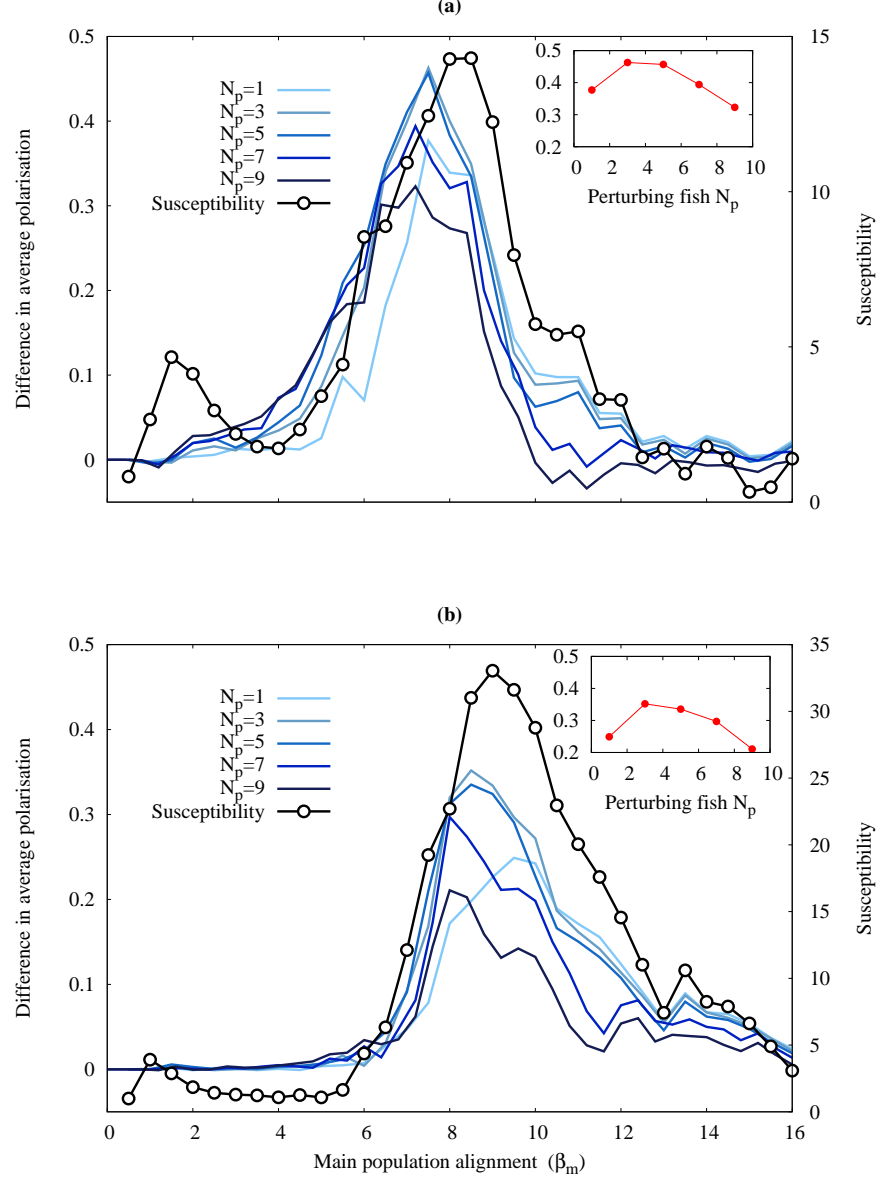 (a)
Difference in average polarisation
0.5
0.4
0.3
0.2
0.1
0
N_p=1
N_p=3
N_p=5
N_p=7
N_p=9
Susceptibility
0.5
0.4
0.3
0.2
0 2 4 6 8 10
Perturbing fish N_p
15
10
5
0
Susceptibility
(b)
Difference in average polarisation
0.5
0.4
0.3
0.2
0.1
0
N_p=1
N_p=3
N_p=5
N_p=7
N_p=9
Susceptibility
0.5
0.4
0.3
0.2
0 2 4 6 8 10
Perturbing fish N_p
35
30
25
20
15
10
5
0
Susceptibility
0 2 4 6 8 10 12 14 16
Main population alignment (β_m)